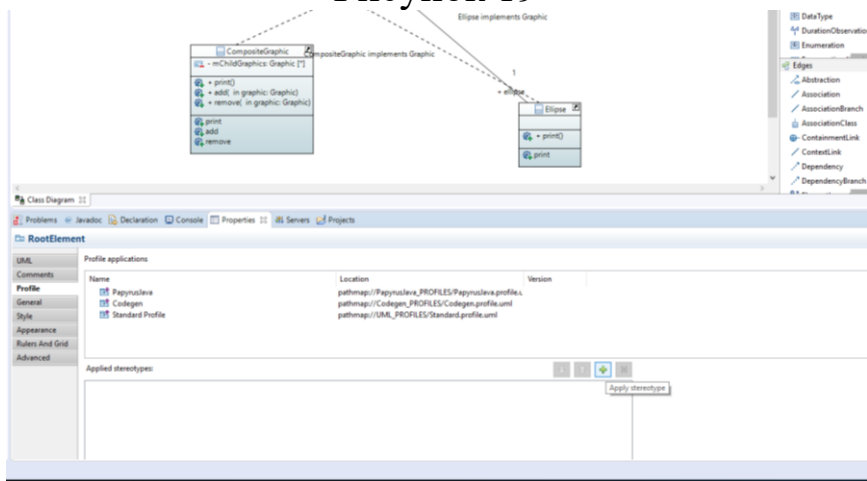 Рисунок 19
Ellipse implements Graphic
CompositeGraphic
CompositeGraphic implements Graphic
- mChildGraphics: Graphic [*]
+ print()
+ add( in graphic: Graphic)
+ remove( in graphic: Graphic)
print
add
remove
1
+ ellipse
Ellipse
+ print()
print
DataType
DurationObservatio
Enumeration
Edges
Abstraction
Association
AssociationBranch
AssociationClass
ContainmentLink
ContextLink
Dependency
DependencyBranch
Class Diagram
Problems Javadoc Declaration Console Properties Servers Projects
RootElement
UML
Comments
Profile
General
Style
Appearance
Rulers And Grid
Advanced
Profile applications
Name Location Version
PapyrusJava pathmap://PapyrusJava_PROFILES/PapyrusJava.profile.u
Codegen pathmap://Codegen_PROFILES/Codegen.profile.uml
Standard Profile pathmap://UML_PROFILES/Standard.profile.uml
Applied stereotypes:
Apply stereotype